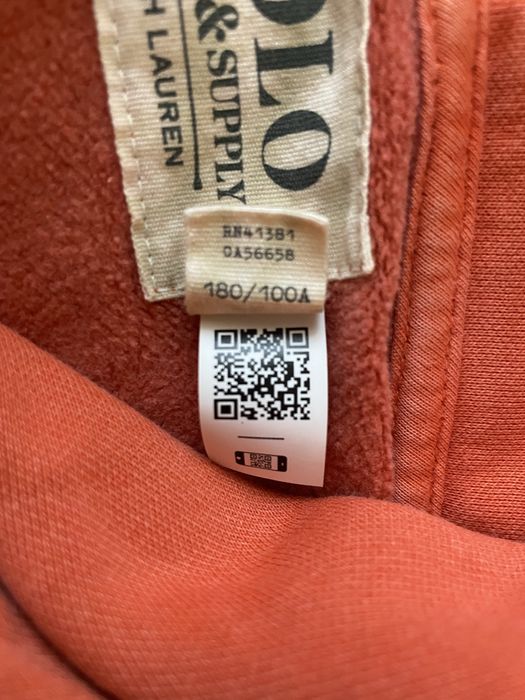 OLO
& SUPPLY
H LAUREN
RN41381
CA56658
180/100A